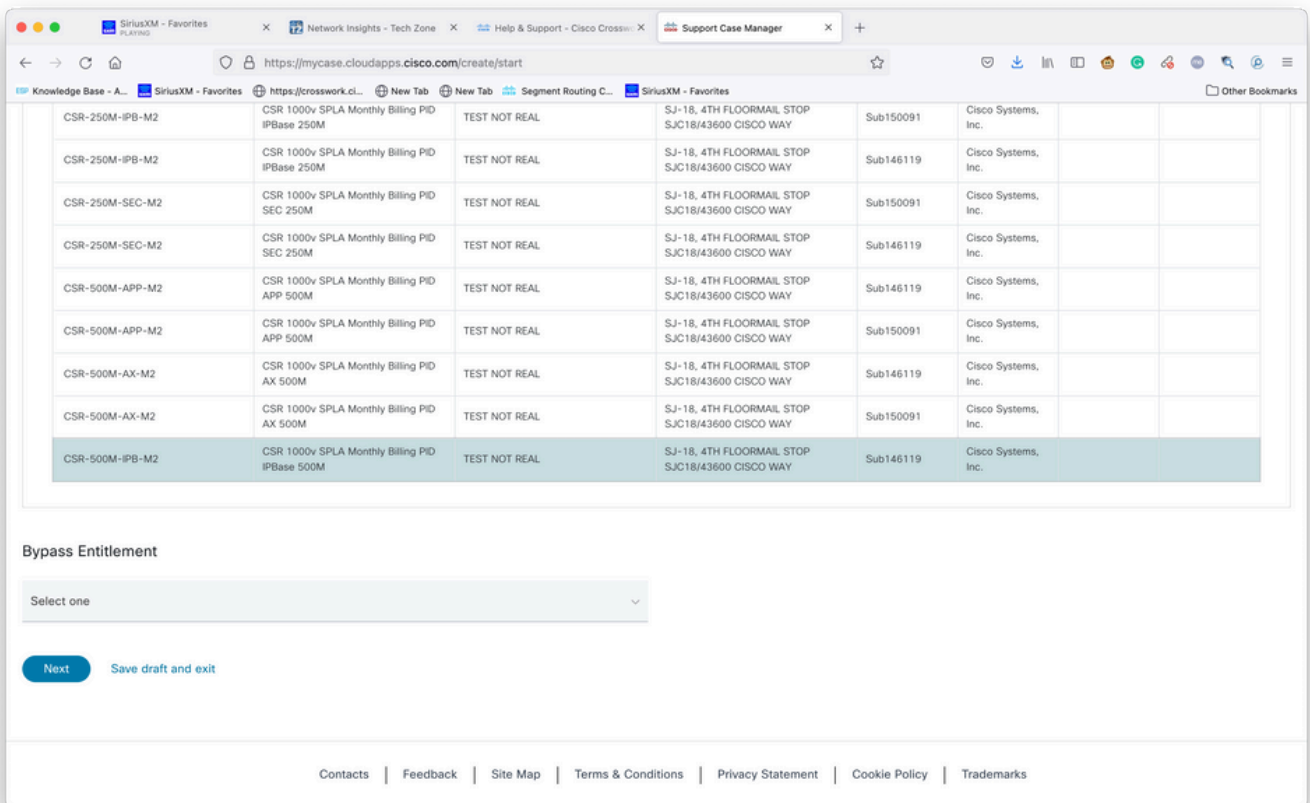 SiriusXM - Favorites
PLAYING
Network Insights - Tech Zone
Help & Support - Cisco Crossw
Support Case Manager
https://mycase.cloudapps.cisco.com/create/start
Knowledge Base - A... SiriusXM - Favorites https://crosswork.ci... New Tab New Tab Segment Routing C... SiriusXM - Favorites Other Bookmarks
CSR-250M-IPB-M2 CSR 1000v SPLA Monthly Billing PID TEST NOT REAL SJ-18, 4TH FLOORMAIL STOP Sub150091 Cisco Systems,
IPBase 250M SJC18/43600 CISCO WAY Inc.
CSR-250M-IPB-M2 CSR 1000v SPLA Monthly Billing PID TEST NOT REAL SJ-18, 4TH FLOORMAIL STOP Sub146119 Cisco Systems,
IPBase 250M SJC18/43600 CISCO WAY Inc.
CSR-250M-SEC-M2 CSR 1000v SPLA Monthly Billing PID TEST NOT REAL SJ-18, 4TH FLOORMAIL STOP Sub150091 Cisco Systems,
SEC 250M SJC18/43600 CISCO WAY Inc.
CSR-250M-SEC-M2 CSR 1000v SPLA Monthly Billing PID TEST NOT REAL SJ-18, 4TH FLOORMAIL STOP Sub146119 Cisco Systems,
SEC 250M SJC18/43600 CISCO WAY Inc.
CSR-500M-APP-M2 CSR 1000v SPLA Monthly Billing PID TEST NOT REAL SJ-18, 4TH FLOORMAIL STOP Sub146119 Cisco Systems,
APP 500M SJC18/43600 CISCO WAY Inc.
CSR-500M-APP-M2 CSR 1000v SPLA Monthly Billing PID TEST NOT REAL SJ-18, 4TH FLOORMAIL STOP Sub150091 Cisco Systems,
APP 500M SJC18/43600 CISCO WAY Inc.
CSR-500M-AX-M2 CSR 1000v SPLA Monthly Billing PID TEST NOT REAL SJ-18, 4TH FLOORMAIL STOP Sub146119 Cisco Systems,
AX 500M SJC18/43600 CISCO WAY Inc.
CSR-500M-AX-M2 CSR 1000v SPLA Monthly Billing PID TEST NOT REAL SJ-18, 4TH FLOORMAIL STOP Sub150091 Cisco Systems,
AX 500M SJC18/43600 CISCO WAY Inc.
CSR-500M-IPB-M2 CSR 1000v SPLA Monthly Billing PID TEST NOT REAL SJ-18, 4TH FLOORMAIL STOP Sub146119 Cisco Systems,
IPBase 500M SJC18/43600 CISCO WAY Inc.
Bypass Entitlement
Select one
Next Save draft and exit
Contacts | Feedback | Site Map | Terms & Conditions | Privacy Statement | Cookie Policy | Trademarks